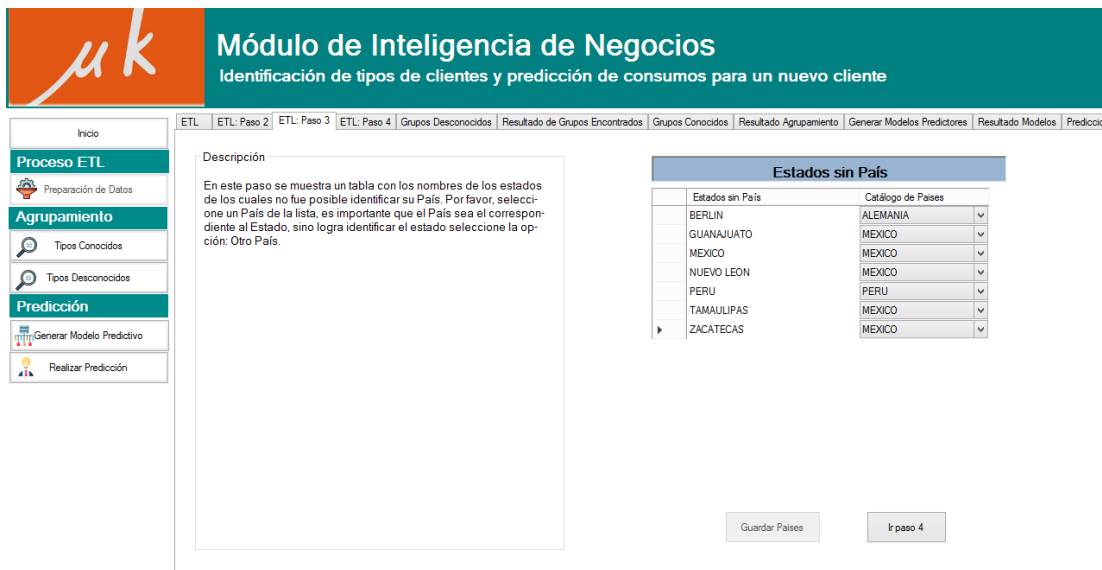 μk
Módulo de Inteligencia de Negocios
Identificación de tipos de clientes y predicción de consumos para un nuevo cliente
ETL ETL: Paso 2 ETL: Paso 3 ETL: Paso 4 Grupos Desconocidos Resultado de Grupos Encontrados Grupos Conocidos Resultado Agrupamiento Generar Modelos Predictores Resultado Modelos Predicció
Inicio
Proceso ETL
Preparación de Datos
Agrupamiento
Tipos Conocidos
Tipos Desconocidos
Predicción
Generar Modelo Predictivo
Realizar Predicción
Descripción
En este paso se muestra un tabla con los nombres de los estados
de los cuales no fue posible identificar su País. Por favor, selecci-
one un País de la lista, es importante que el País sea el correspon-
diente al Estado, sino logra identificar el estado seleccione la op-
ción: Otro País.
Estados sin País
Estados sin País Catálogo de Paises
BERLIN ALEMANIA
GUANAJUATO MEXICO
MEXICO MEXICO
NUEVO LEON MEXICO
PERU PERU
TAMAULIPAS MEXICO
ZACATECAS MEXICO
Guardar Paises Ir paso 4